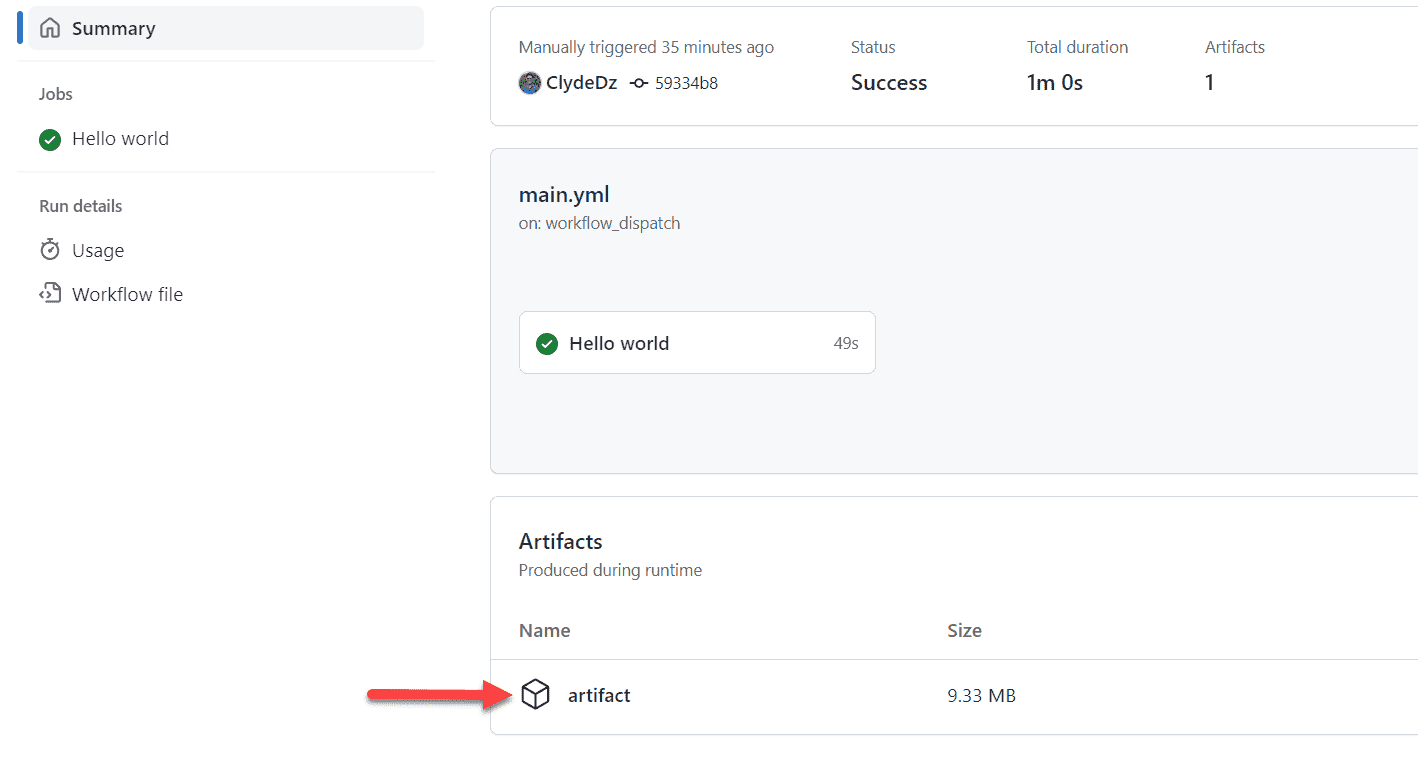 Summary
Jobs
Hello world
Run details
Usage
Workflow file
Manually triggered 35 minutes ago
ClydeDz 59334b8
Status
Success
Total duration
1m 0s
Artifacts
1
main.yml
on: workflow_dispatch
Hello world 49s
Artifacts
Produced during runtime
Name Size
artifact 9.33 MB